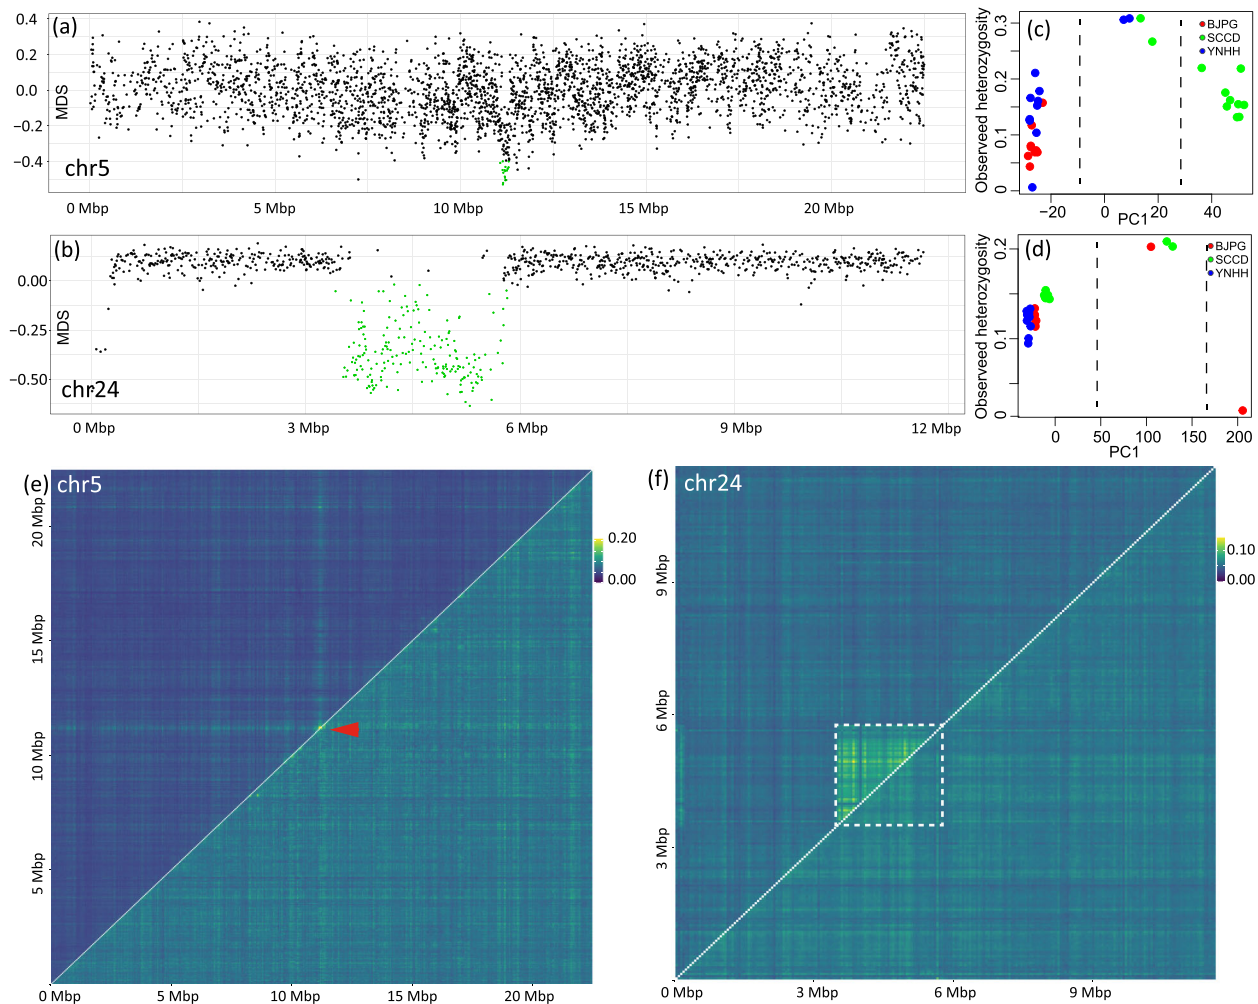 (a)
0.4
0.2
0.0
−0.2
−0.4
MDS
chr5
0 Mbp 5 Mbp 10 Mbp 15 Mbp 20 Mbp
(b)
0.00
−0.25
−0.50
MDS
chr24
0 Mbp 3 Mbp 6 Mbp 9 Mbp 12 Mbp
(c)
BJPG
SCCD
YNHH
0.3
0.2
0.1
0
Observeed heterozygosity
−20 0 20 40
PC1
(d)
BJPG
SCCD
YNHH
0.2
0.1
0
Observeed heterozygosity
0 50 100 150 200
PC1
(e)
chr5
20 Mbp
15 Mbp
10 Mbp
5 Mbp
0 Mbp 5 Mbp 10 Mbp 15 Mbp 20 Mbp
0.20
0.00
(f)
chr24
9 Mbp
6 Mbp
3 Mbp
0 Mbp 3 Mbp 6 Mbp 9 Mbp
0.10
0.00